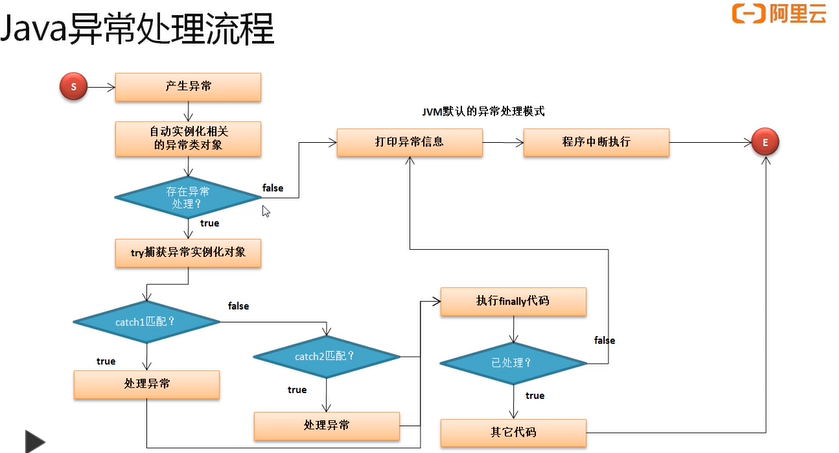 Java异常处理流程
阿里云
S
产生异常
自动实例化相关
的异常类对象
JVM默认的异常处理模式
打印异常信息
程序中断执行
E
存在异常
处理？
false
true
try捕获异常实例化对象
catch1匹配？
false
true
处理异常
catch2匹配？
true
处理异常
执行finally代码
已处理？
false
true
其它代码